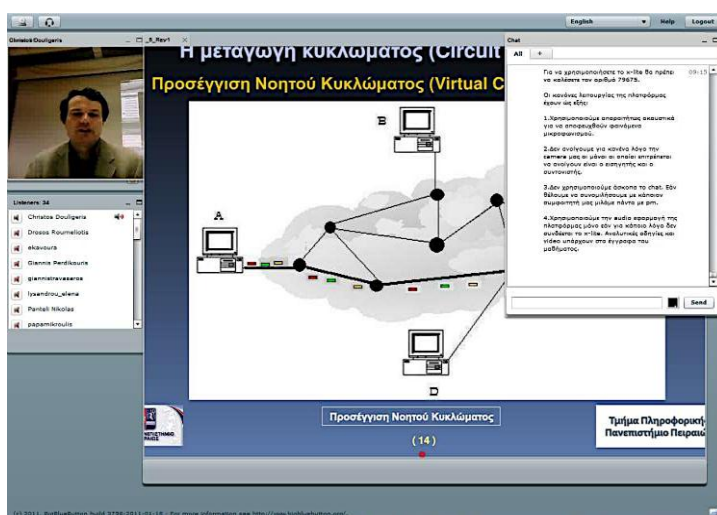 English
Help
Logout
Christos Douligeris
_5_Rev1
Η μεταγωγή κυκλώματος (Circuit
Προσέγγιση Νοητού Κυκλώματος (Virtual C
B
A
D
Προσέγγιση Νοητού Κυκλώματος
(14)
Τμήμα Πληροφορική
Πανεπιστήμιο Πειραιώ
Listeners: 34
Christos Douligeris
Drosos Roumeliotis
ekavoura
Giannis Perdikouris
giannistravasaros
lysandrou_elena
Panteli Nikolas
papamikroulis
Chat
All
+
Για να χρησιμοποιήσετε το x-lite θα πρέπει
09:15
να καλέσετε τον αριθμό 79675.
Οι κανόνες λειτουργίας της πλατφόρμας
έχουν ώς εξής:
1.Χρησιμοποιούμε απεραιτήτως ακουστικά
για να αποφευχθούν φαινόμενα
μικροφωνισμού.
2.Δεν ανοίγουμε για κανένα λόγο την
camera μας οι μόνοι οι οποίοι επιτρέπεται
να ανοίγουν είναι ο εισηγητής και ο
συντονιστής.
3.Δεν χρησιμοποιούμε άσκοπα το chat. Εάν
θέλουμε να συνομιλήσουμε με κάποιον
συμφοιτητή μας μιλάμε πάντα με pm.
4.Χρησιμοποιούμε την audio εφαρμογή της
πλατφόρμας μόνο εάν για κάποιο λόγο δεν
συνδέεται το x-lite. Αναλυτικές οδηγίες και
video υπάρχουν στα έγγραφα του
μαθήματος.
Send